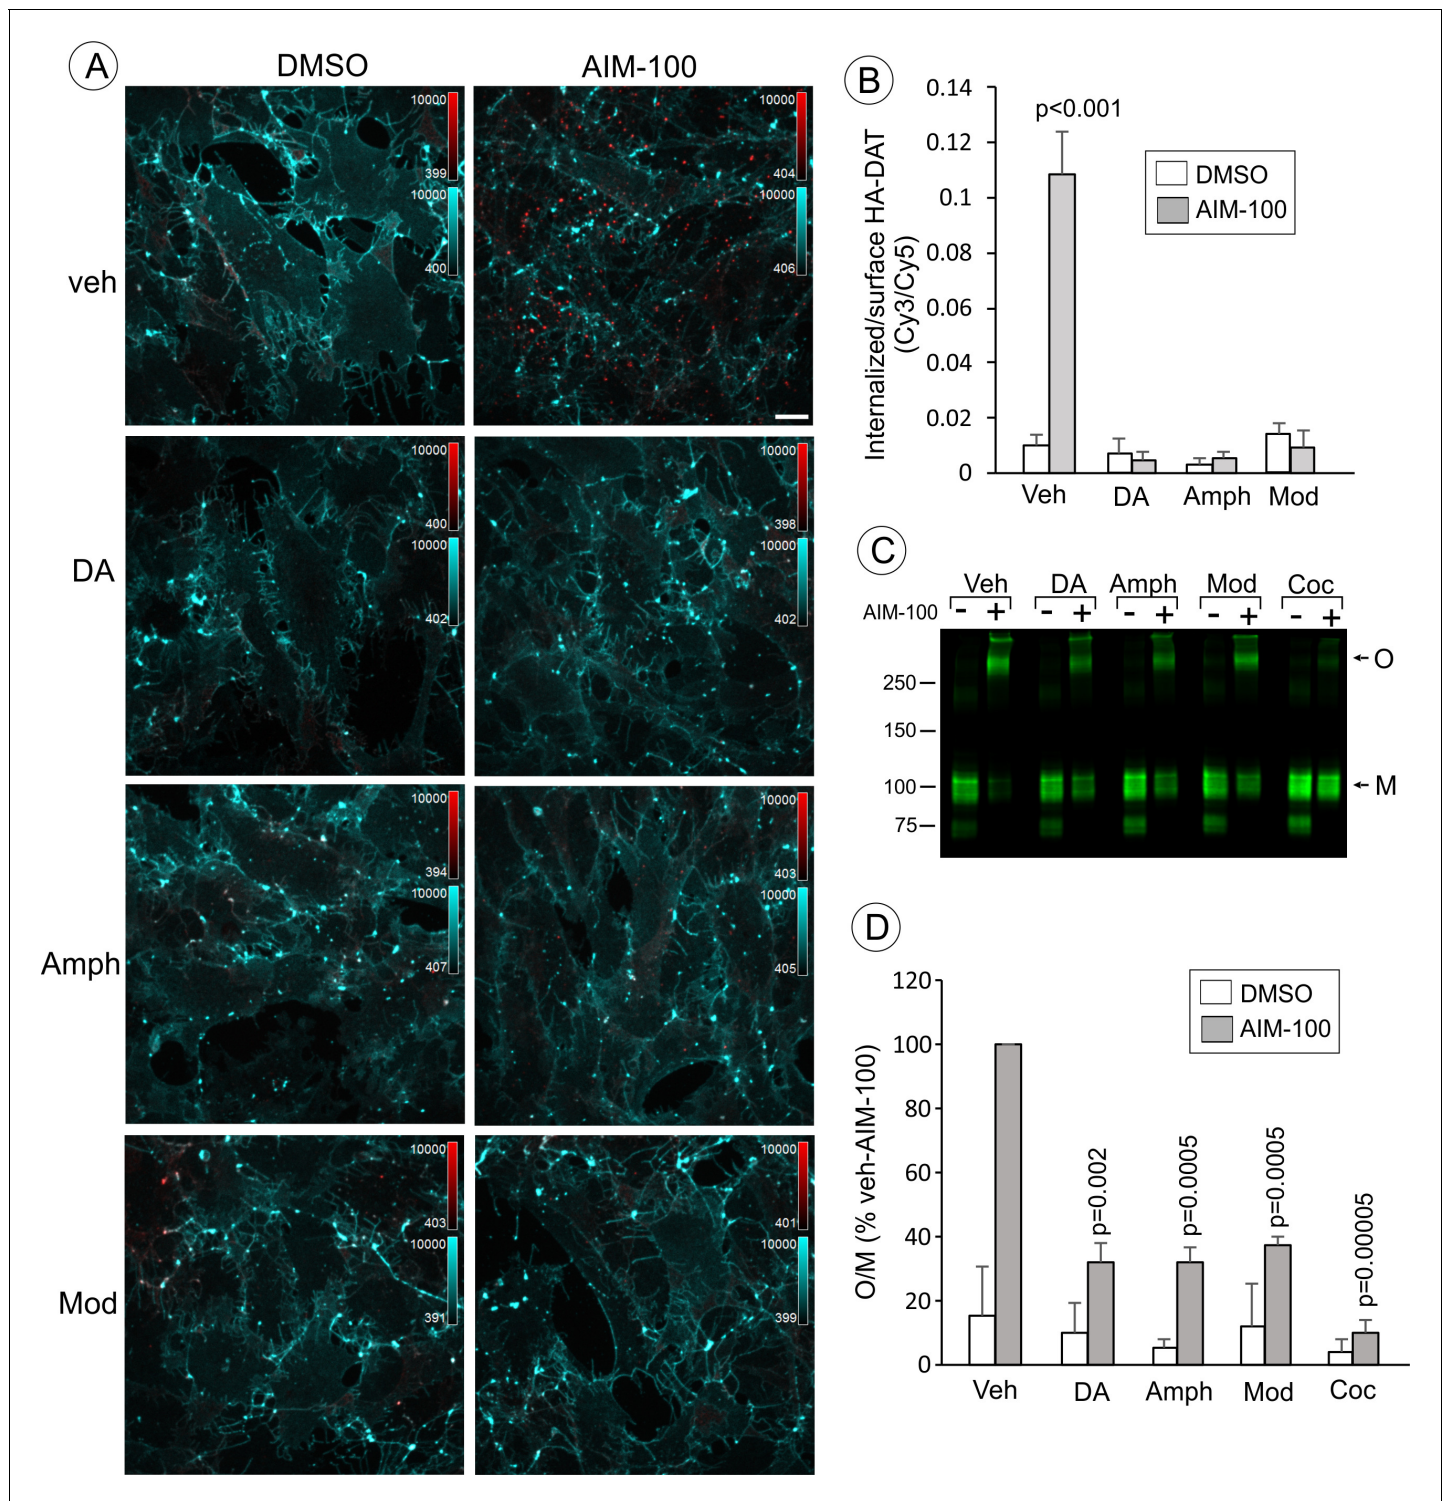 A
DMSO AIM-100
veh
10000
399
10000
400
10000
404
10000
406
DA
10000
400
10000
402
10000
398
10000
402
Amph
10000
394
10000
407
10000
403
10000
405
Mod
10000
403
10000
391
10000
401
10000
399
B
Internalized/surface HA-DAT
(Cy3/Cy5)
0.14
0.12
0.1
0.08
0.06
0.04
0.02
0
p<0.001
DMSO
AIM-100
Veh DA Amph Mod
C
Veh DA Amph Mod Coc
AIM-100 - + - + - + - + - +
250
150
100
75
O
M
D
O/M (% veh-AIM-100)
120
100
80
60
40
20
0
DMSO
AIM-100
p=0.002
p=0.0005
p=0.0005
p=0.00005
Veh DA Amph Mod Coc